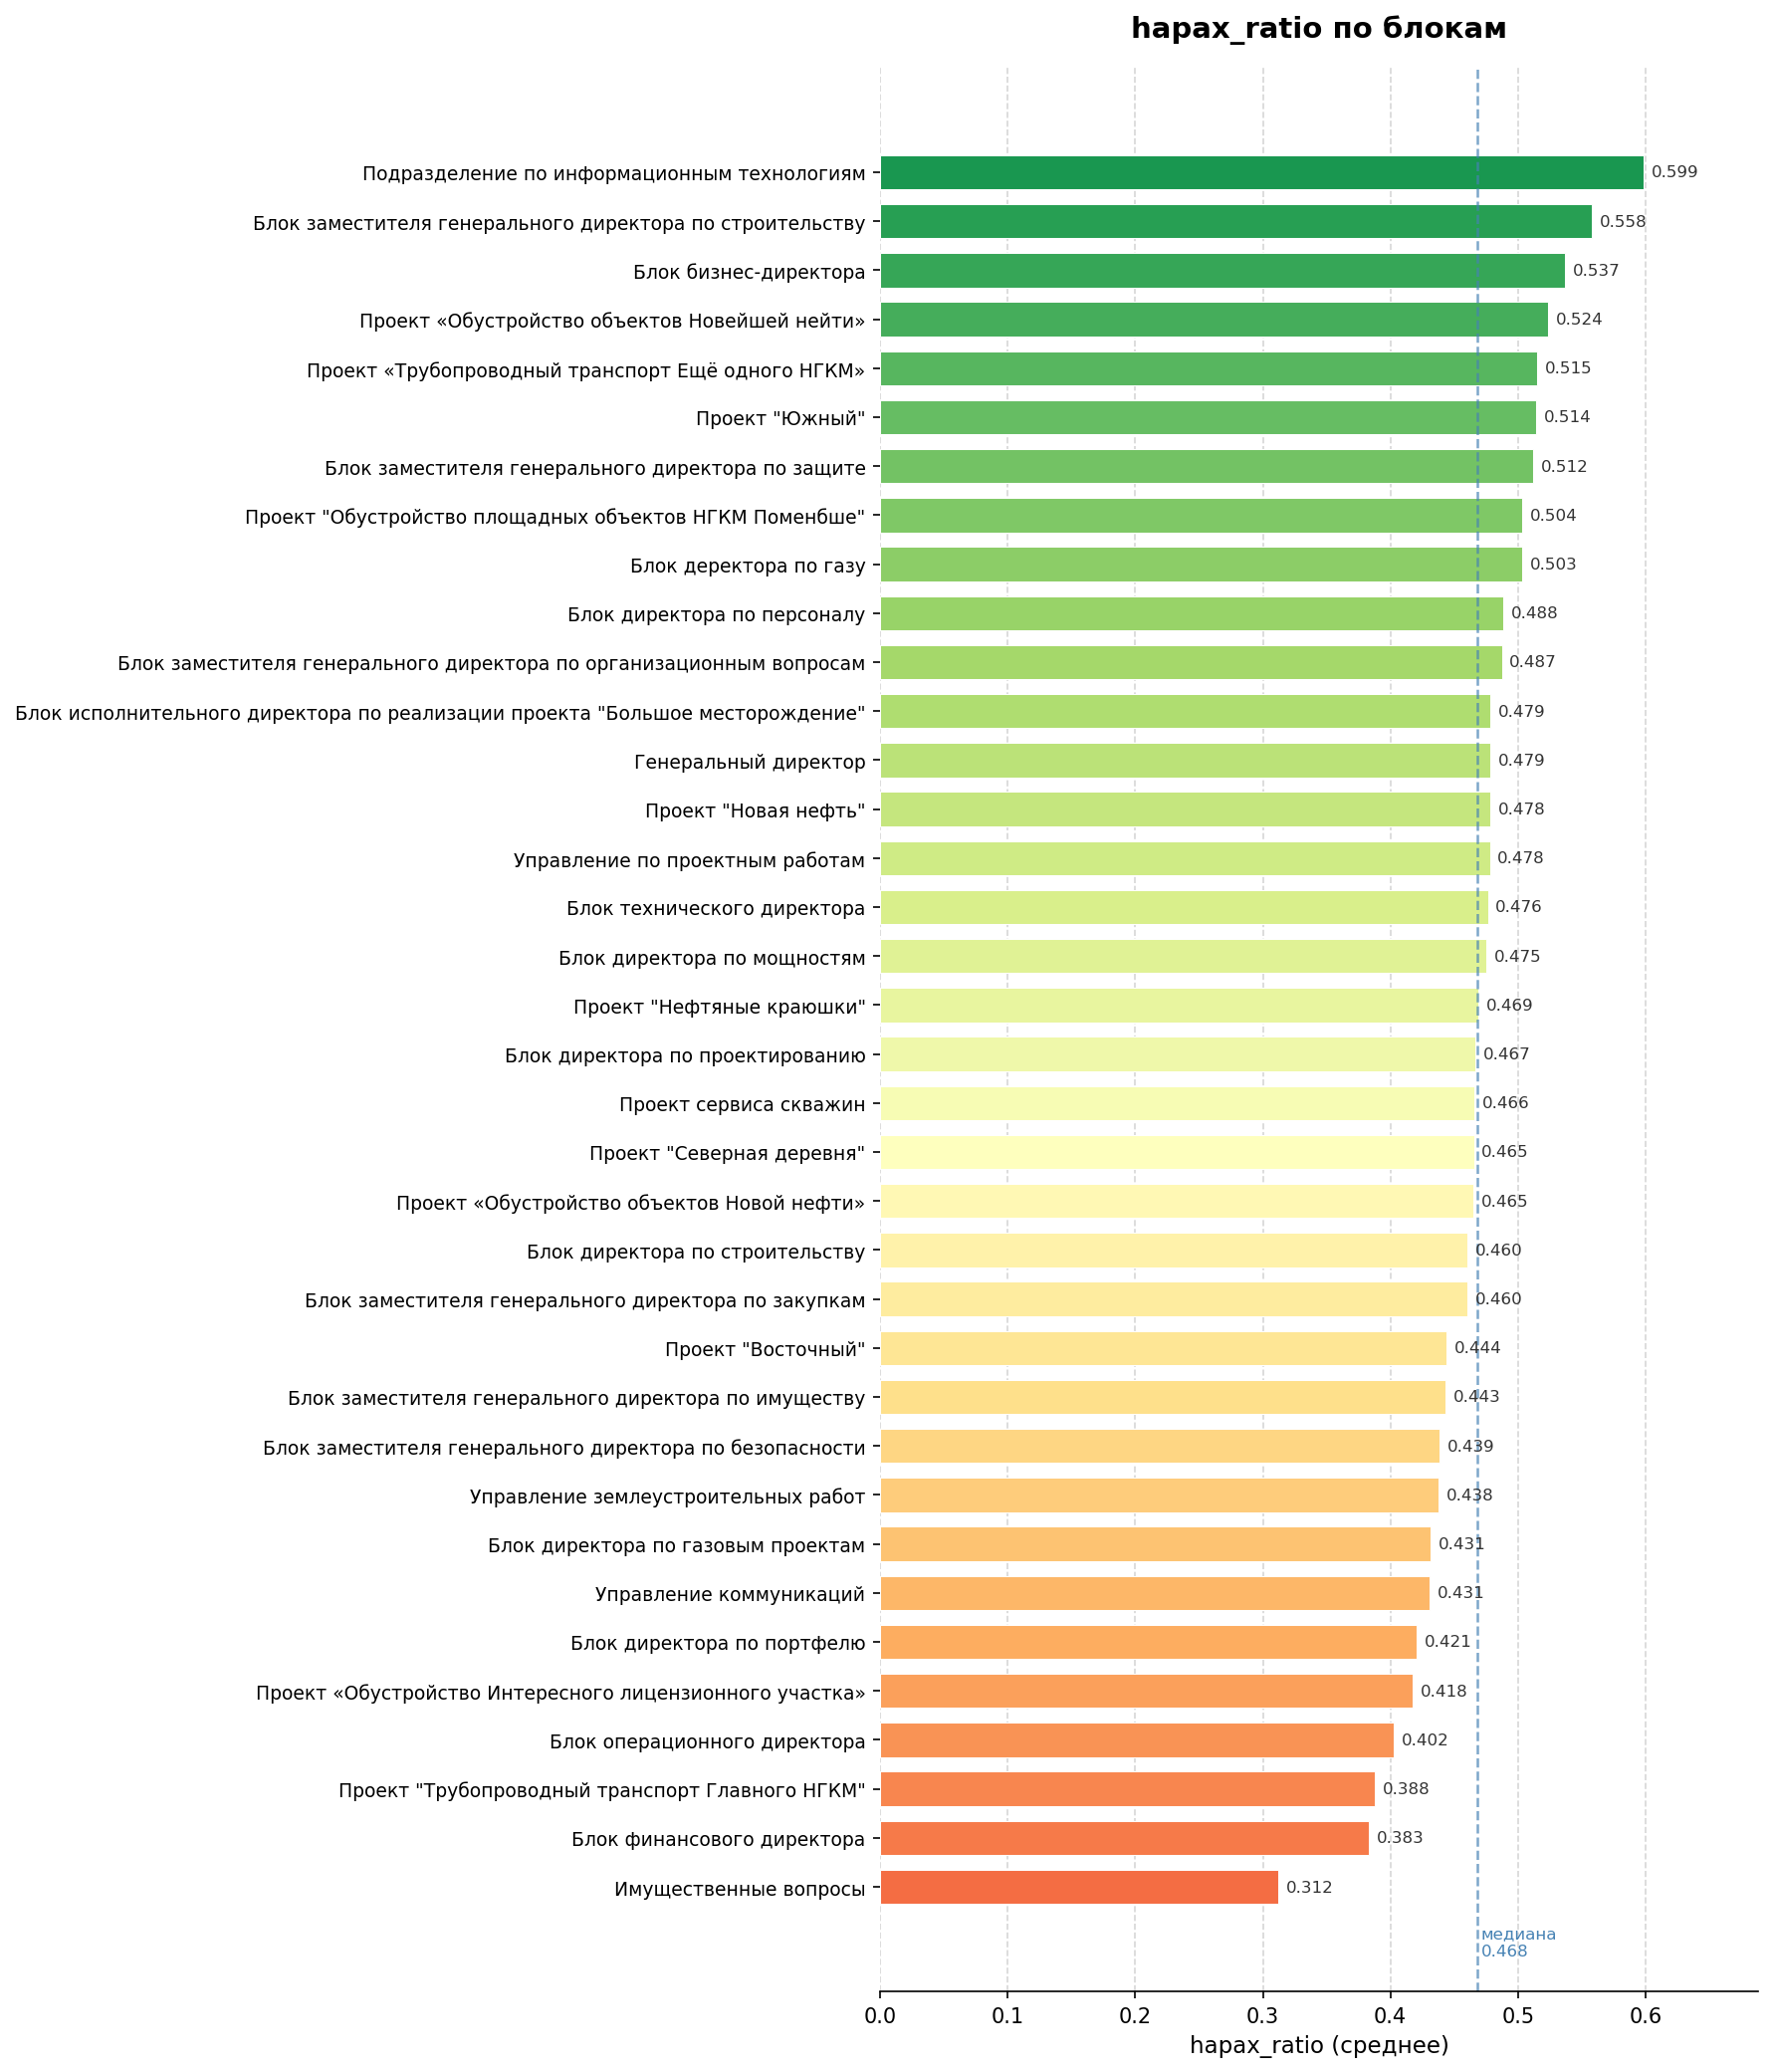 hapax_ratio по блокам
Подразделение по информационным технологиям 0.599
Блок заместителя генерального директора по строительству 0.558
Блок бизнес-директора 0.537
Проект «Обустройство объектов Новейшей нейти» 0.524
Проект «Трубопроводный транспорт Ещё одного НГКМ» 0.515
Проект "Южный" 0.514
Блок заместителя генерального директора по защите 0.512
Проект "Обустройство площадных объектов НГКМ Поменбше" 0.504
Блок деректора по газу 0.503
Блок директора по персоналу 0.488
Блок заместителя генерального директора по организационным вопросам 0.487
Блок исполнительного директора по реализации проекта "Большое месторождение" 0.479
Генеральный директор 0.479
Проект "Новая нефть" 0.478
Управление по проектным работам 0.478
Блок технического директора 0.476
Блок директора по мощностям 0.475
Проект "Нефтяные краюшки" 0.469
Блок директора по проектированию 0.467
Проект сервиса скважин 0.466
Проект "Северная деревня" 0.465
Проект «Обустройство объектов Новой нефти» 0.465
Блок директора по строительству 0.460
Блок заместителя генерального директора по закупкам 0.460
Проект "Восточный" 0.444
Блок заместителя генерального директора по имуществу 0.443
Блок заместителя генерального директора по безопасности 0.439
Управление землеустроительных работ 0.438
Блок директора по газовым проектам 0.431
Управление коммуникаций 0.431
Блок директора по портфелю 0.421
Проект «Обустройство Интересного лицензионного участка» 0.418
Блок операционного директора 0.402
Проект "Трубопроводный транспорт Главного НГКМ" 0.388
Блок финансового директора 0.383
Имущественные вопросы 0.312
медиана
0.468
0.0 0.1 0.2 0.3 0.4 0.5 0.6
hapax_ratio (среднее)